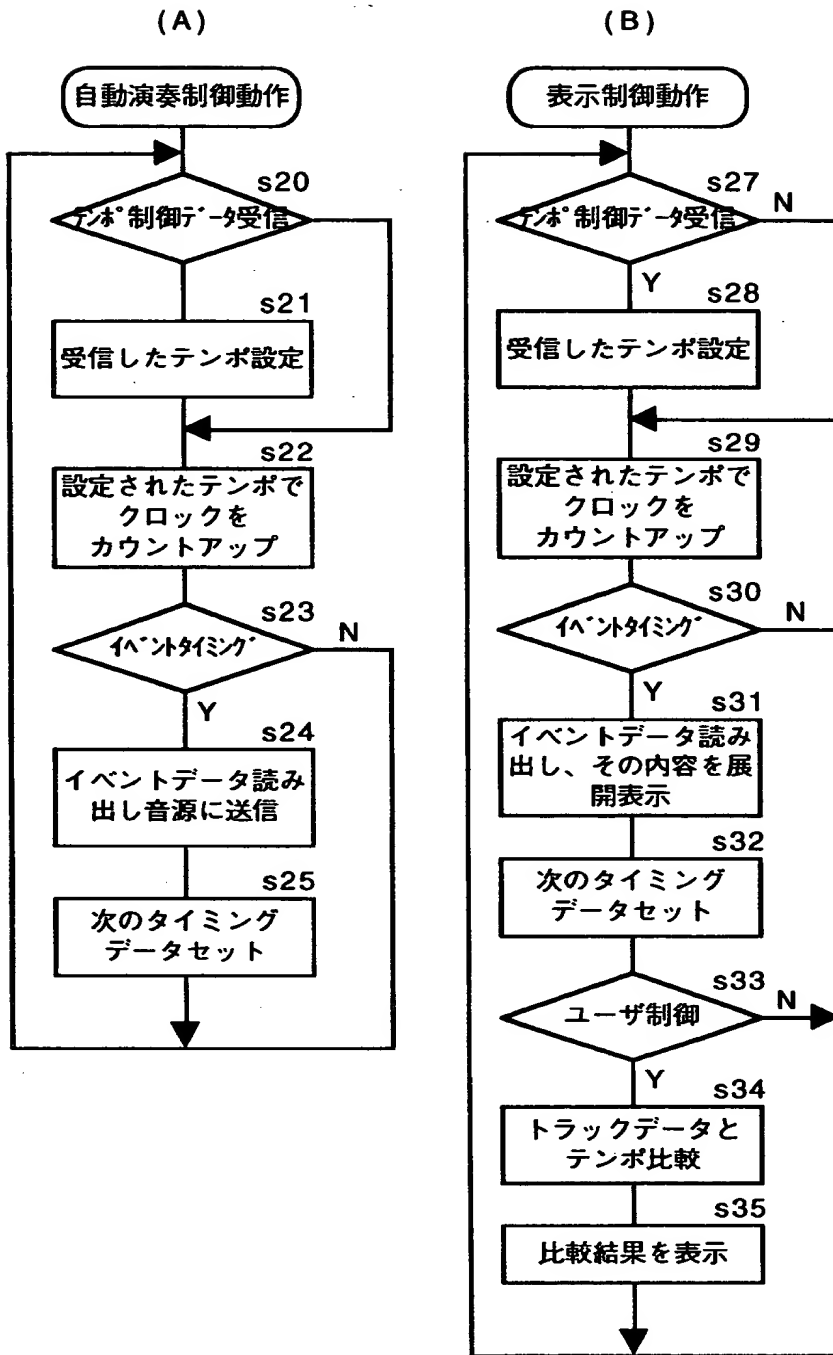 (A)
自動演奏制御動作
s20
テンポ制御データ受信
s21
受信したテンポ設定
s22
設定されたテンポで
クロックを
カウントアップ
s23
イベントタイミング
N
Y
s24
イベントデータ読み
出し音源に送信
s25
次のタイミング
データセット
(B)
表示制御動作
s27
テンポ制御データ受信
N
Y
s28
受信したテンポ設定
s29
設定されたテンポで
クロックを
カウントアップ
s30
イベントタイミング
N
Y
s31
イベントデータ読み
出し、その内容を展
開表示
s32
次のタイミング
データセット
s33
ユーザ制御
N
Y
s34
トラックデータと
テンポ比較
s35
比較結果を表示